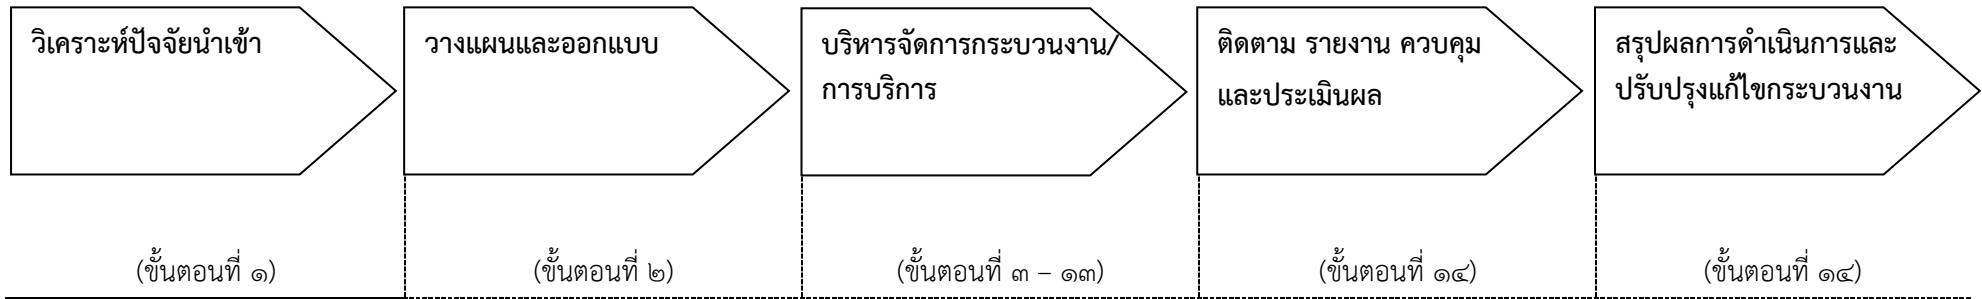 วิเคราะห์ปัจจัยนำเข้า
วางแผนและออกแบบ
บริหารจัดการกระบวนงาน/
การบริการ
ติดตาม รายงาน ควบคุม
และประเมินผล
สรุปผลการดำเนินการและ
ปรับปรุงแก้ไขกระบวนงาน
(ขั้นตอนที่ ๑)
(ขั้นตอนที่ ๒)
(ขั้นตอนที่ ๓ – ๑๓)
(ขั้นตอนที่ ๑๔)
(ขั้นตอนที่ ๑๔)